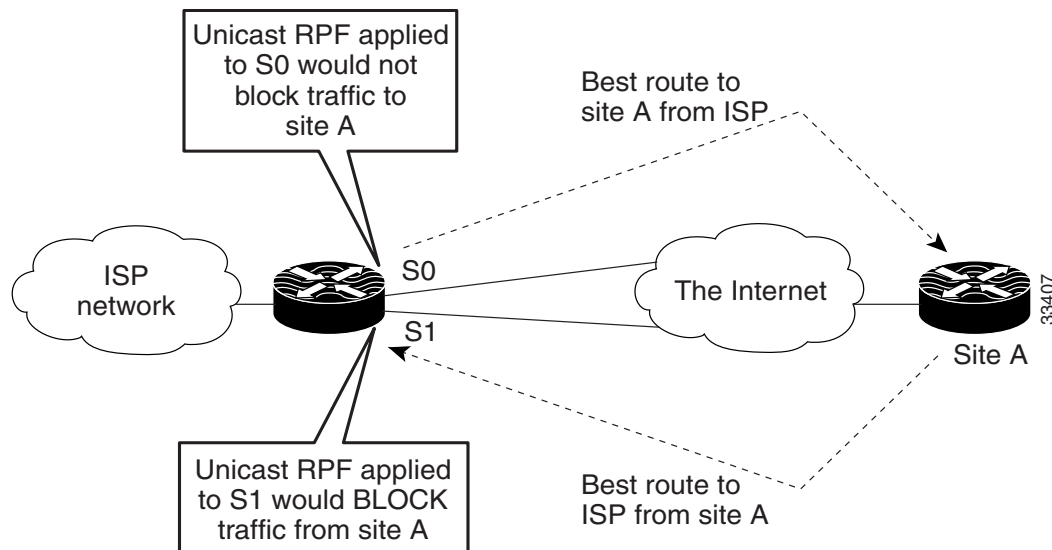 Unicast RPF applied
to S0 would not
block traffic to
site A
Best route to
site A from ISP
ISP
network
S0
S1
The Internet
Site A
33407
Unicast RPF applied
to S1 would BLOCK
traffic from site A
Best route to
ISP from site A